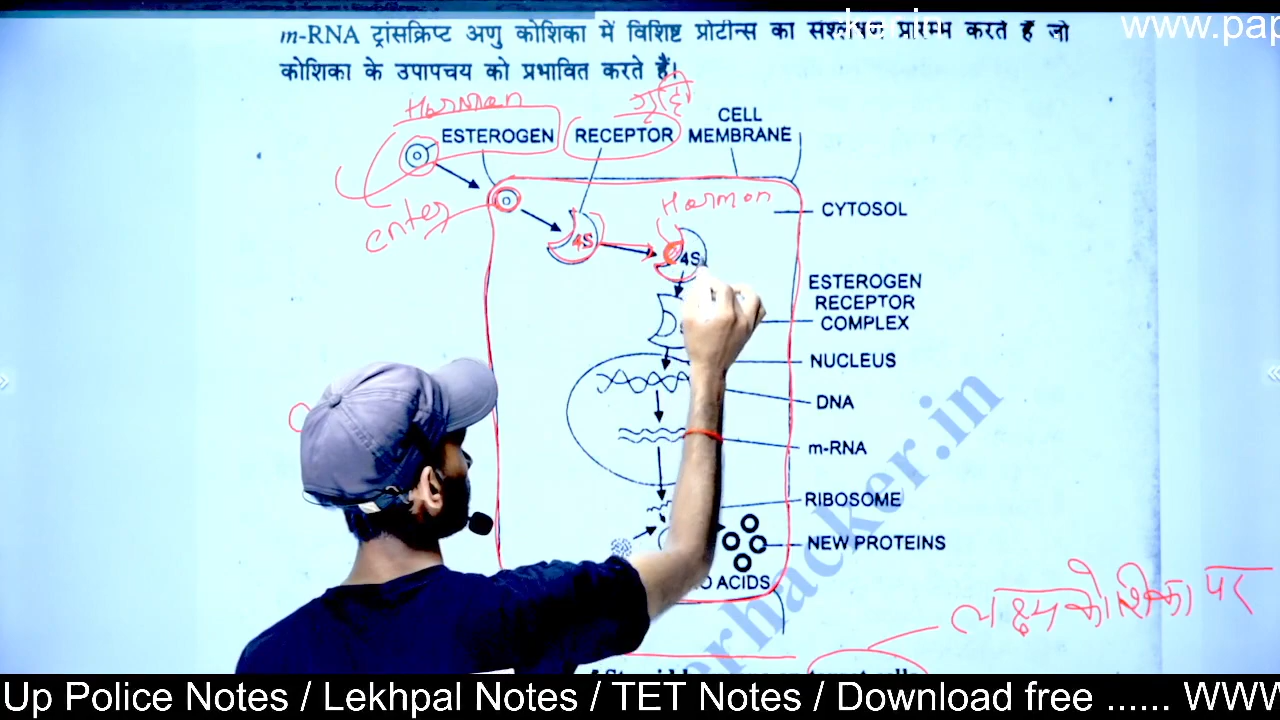 www.pap
m-RNA ट्रांसक्रिप्ट अणु कोशिका में विशिष्ट प्रोटीन्स का प्रारम्भ करते हैं जो
कोशिका के उपापचय को प्रभावित करते हैं।
Harmon
ग्राही
CELL
ESTEROGEN RECEPTOR MEMBRANE
Harmon
enter
CYTOSOL
4S
4S
ESTEROGEN
RECEPTOR
COMPLEX
NUCLEUS
DNA
m-RNA
RIBOSOME
NEW PROTEINS
O ACIDS
erhacker.in
लक्ष्य कोशिका पर
Up Police Notes / Lekhpal Notes / TET Notes / Download free ...... WWW